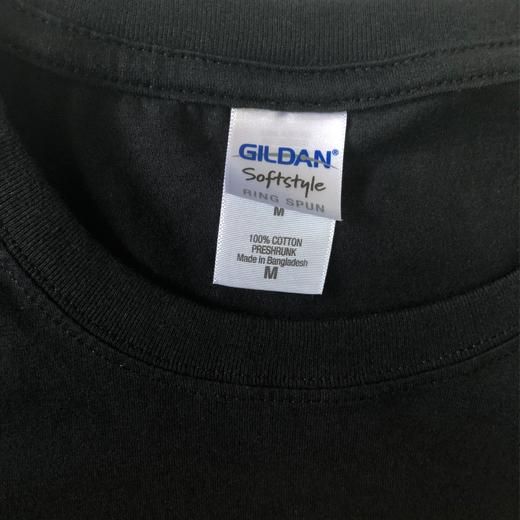 GILDAN®
Softstyle
RING SPUN
M
100% COTTON
PRESHRUNK
Made in Bangladesh
M